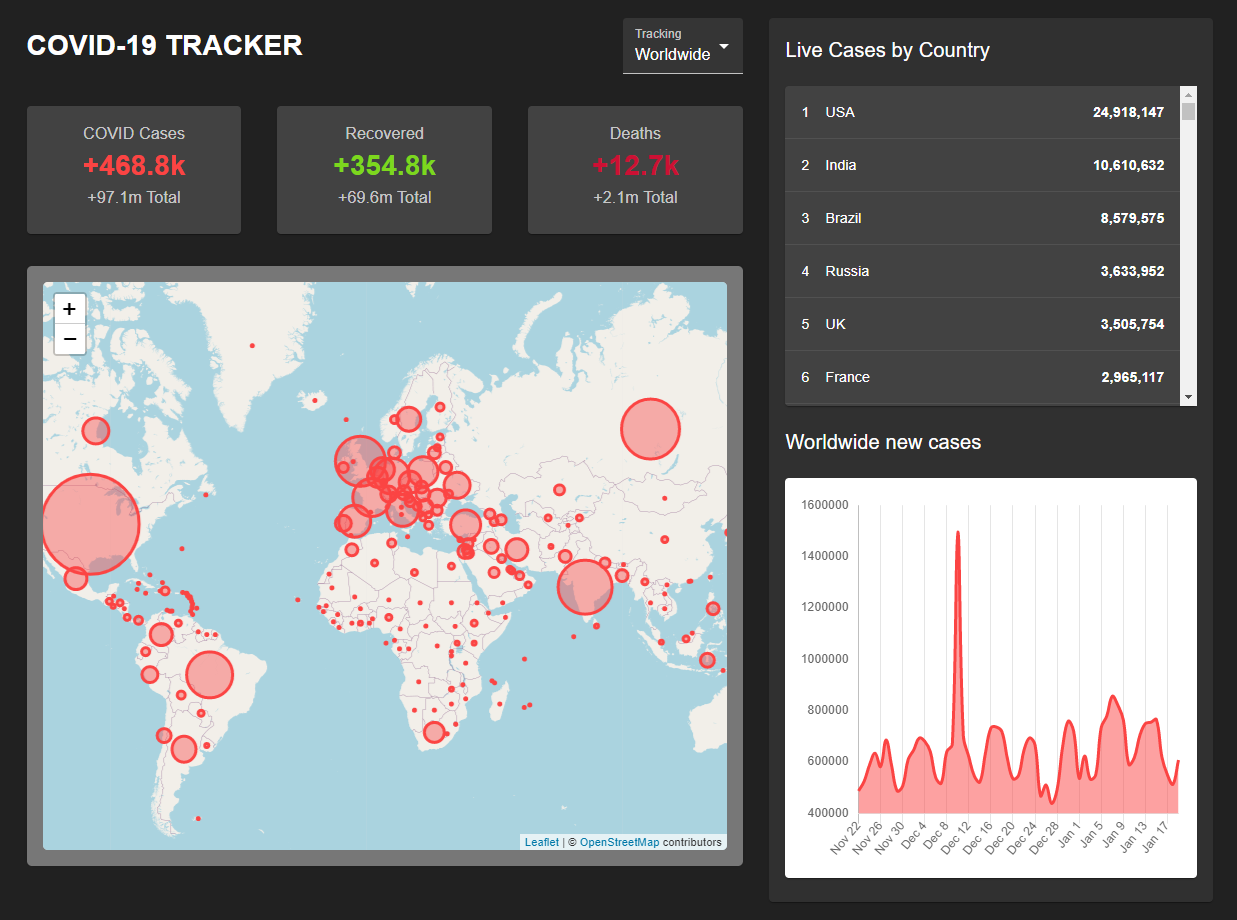 COVID-19 TRACKER
Tracking
Worldwide
COVID Cases
+468.8k
+97.1m Total
Recovered
+354.8k
+69.6m Total
Deaths
+12.7k
+2.1m Total
+
−
Leaflet | © OpenStreetMap contributors
Live Cases by Country
1 USA 24,918,147
2 India 10,610,632
3 Brazil 8,579,575
4 Russia 3,633,952
5 UK 3,505,754
6 France 2,965,117
Worldwide new cases
1600000
1400000
1200000
1000000
800000
600000
400000
Nov 22 Nov 26 Nov 30 Dec 4 Dec 8 Dec 12 Dec 16 Dec 20 Dec 24 Dec 28 Jan 1 Jan 5 Jan 9 Jan 13 Jan 17